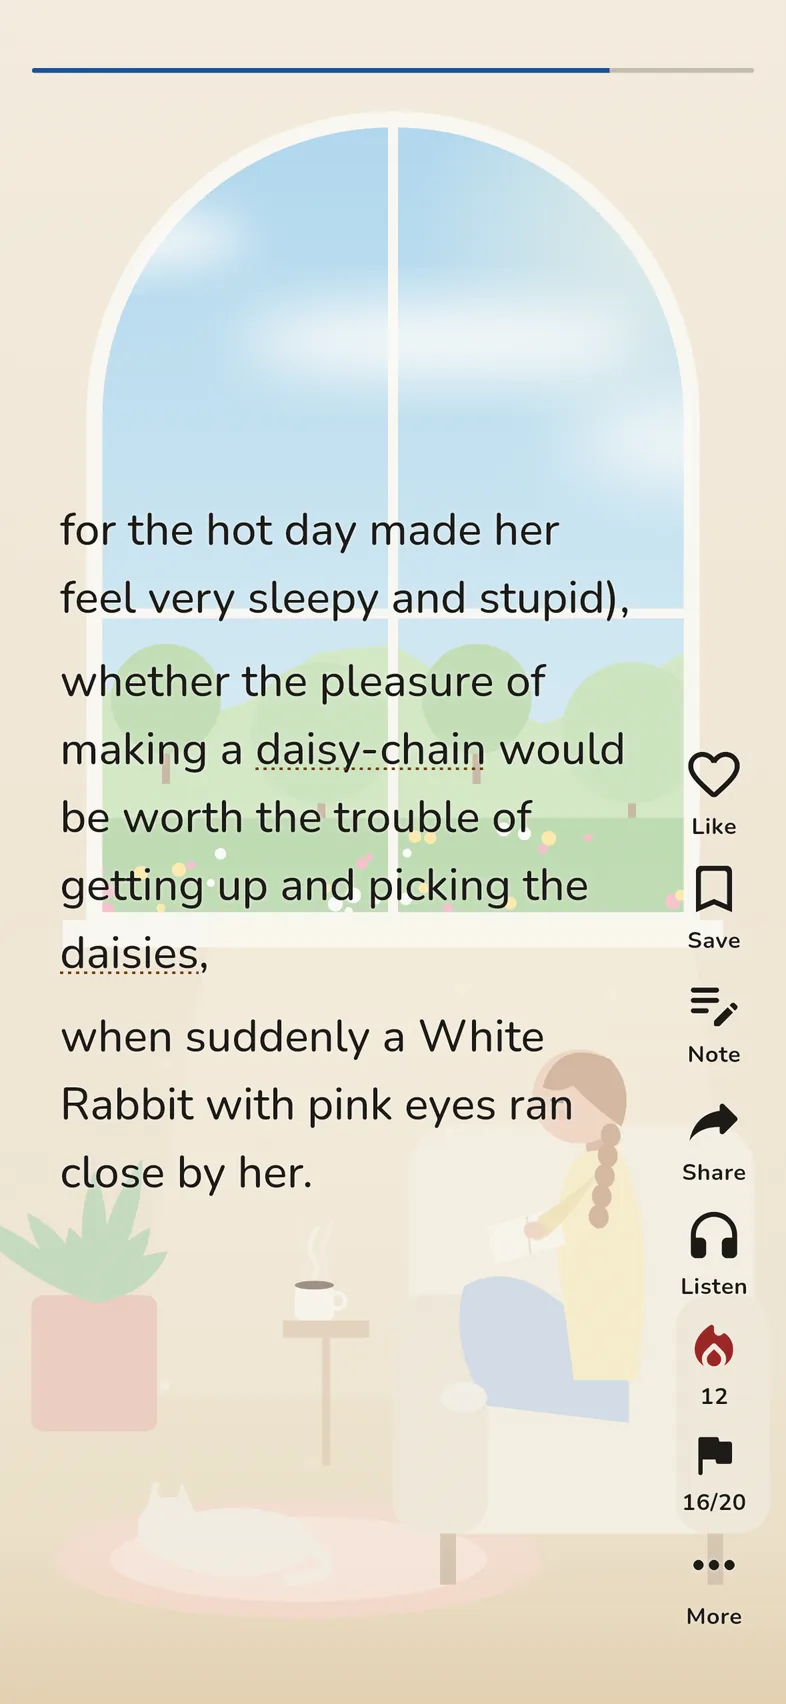 for the hot day made her
feel very sleepy and stupid),
whether the pleasure of
making a daisy-chain would
be worth the trouble of
getting up and picking the
daisies,
when suddenly a White
Rabbit with pink eyes ran
close by her.
Like
Save
Note
Share
Listen
12
16/20
More